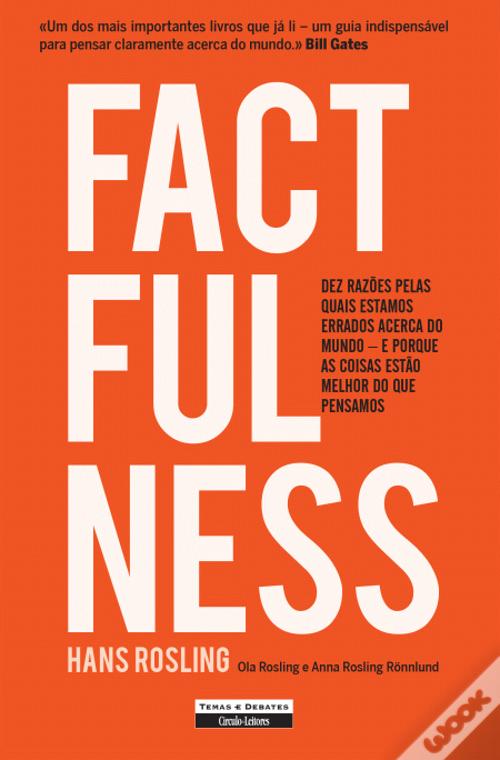 «Um dos mais importantes livros que já li – um guia indispensável
para pensar claramente acerca do mundo.» Bill Gates
FACT
FUL
DEZ RAZÕES PELAS
QUAIS ESTAMOS
ERRADOS ACERCA DO
MUNDO – E PORQUE
AS COISAS ESTÃO
MELHOR DO QUE
PENSAMOS
NESS
HANS ROSLING Ola Rosling e Anna Rosling Rönnlund
TEMAS E DEBATES
Círculo-Leitores
WOOK